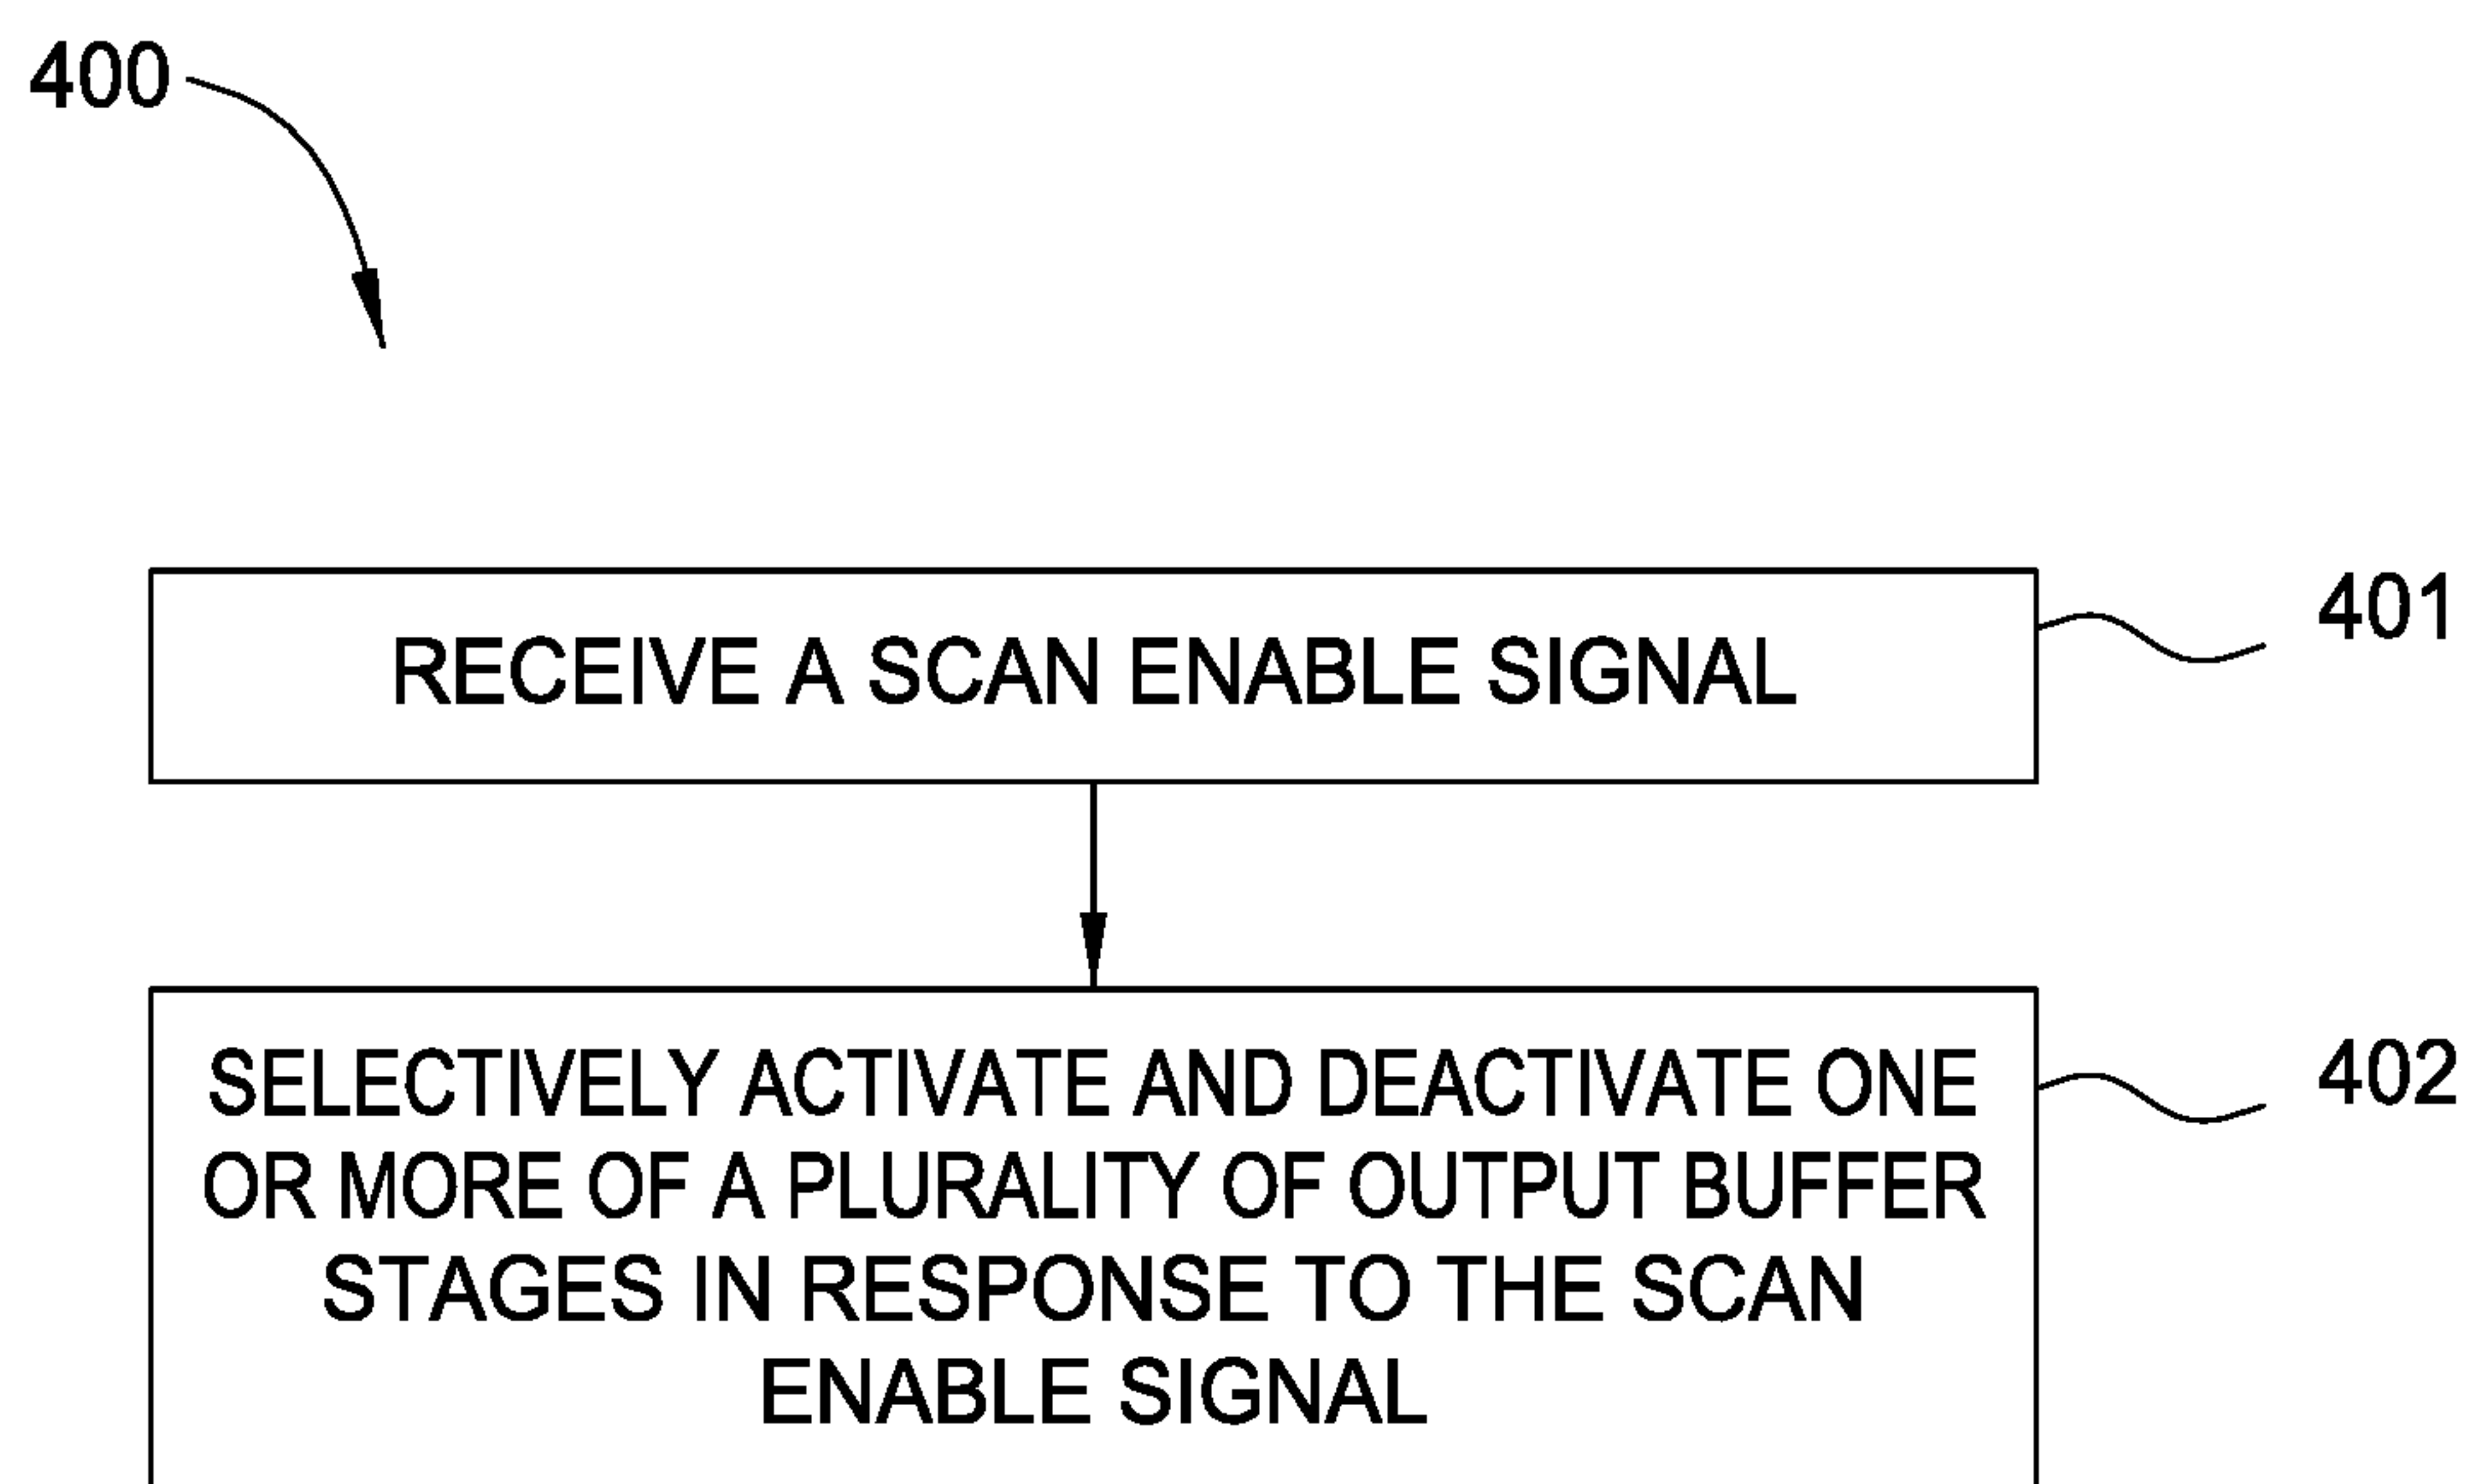 400
RECEIVE A SCAN ENABLE SIGNAL
401
SELECTIVELY ACTIVATE AND DEACTIVATE ONE
OR MORE OF A PLURALITY OF OUTPUT BUFFER
STAGES IN RESPONSE TO THE SCAN
ENABLE SIGNAL
402